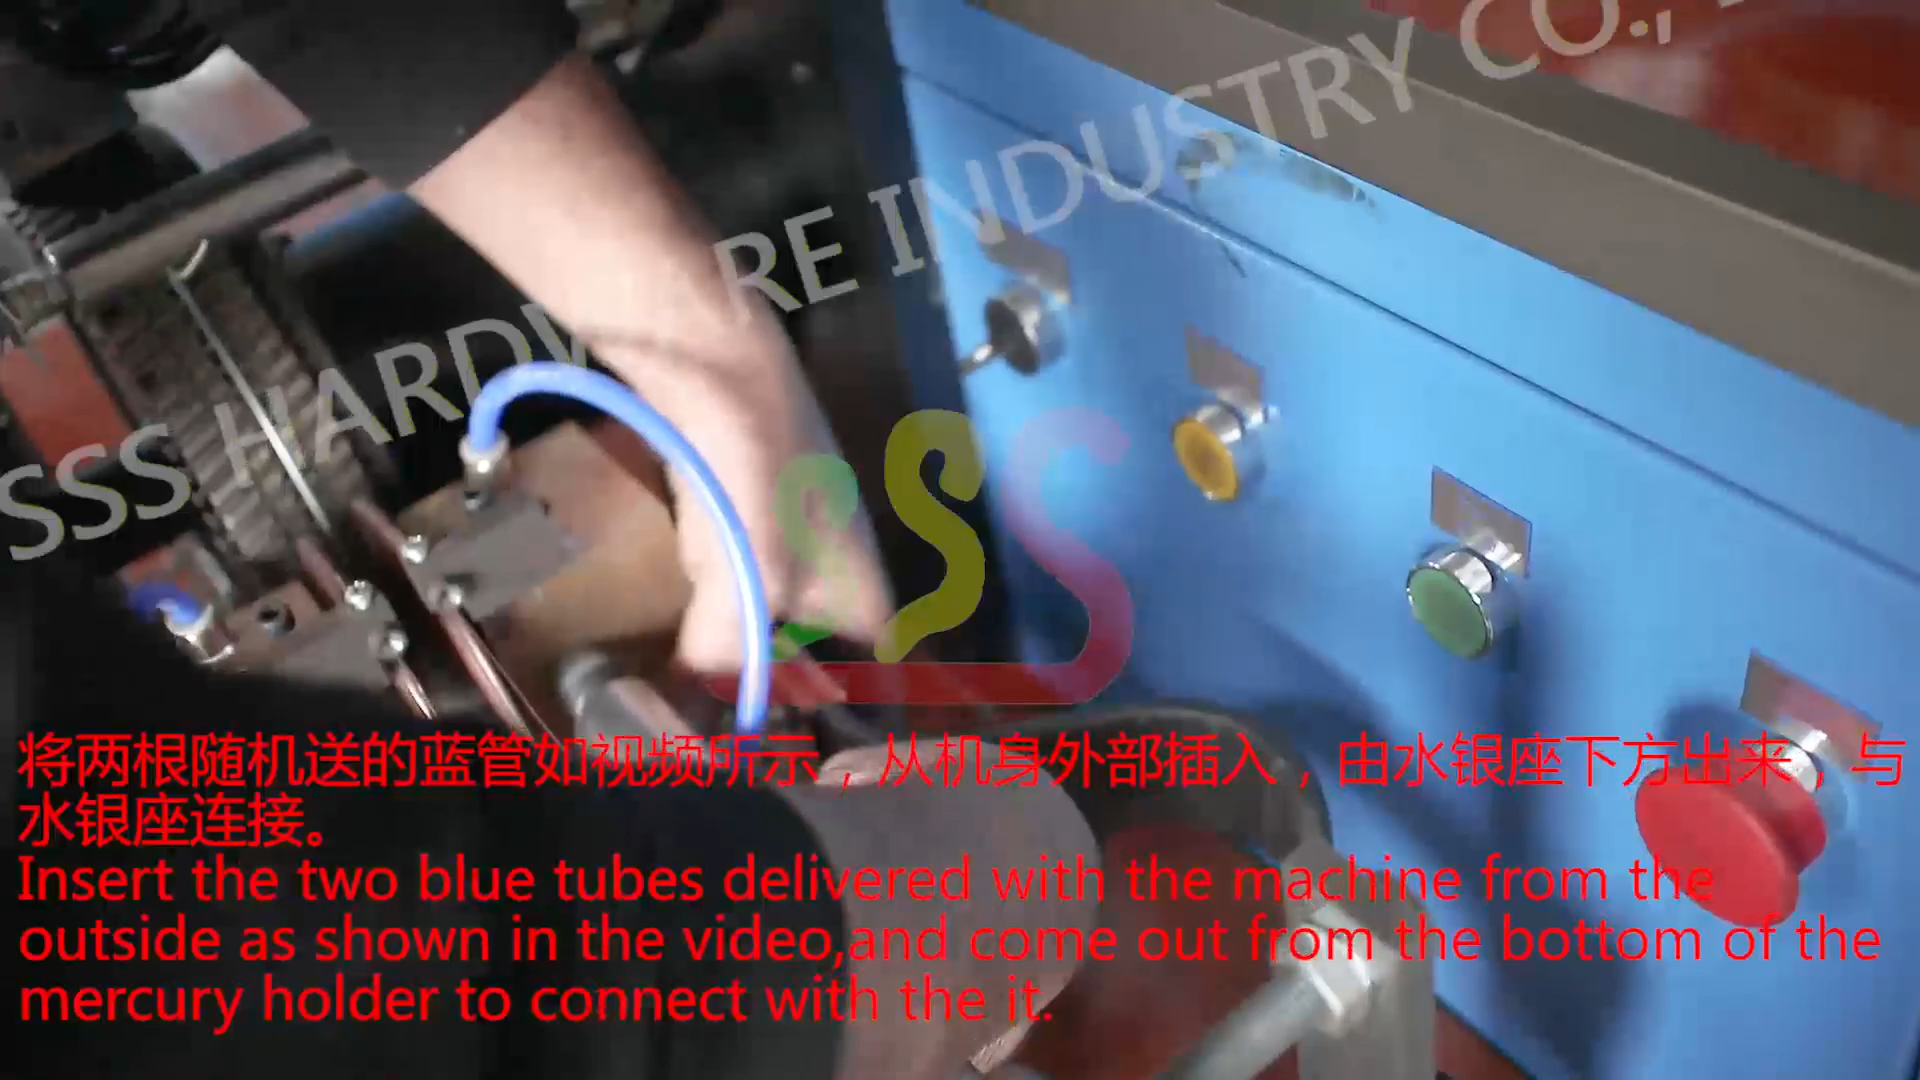 SSS HARDWARE INDUSTRY CO.,
SSS
将两根随机送的蓝管如视频所示，从机身外部插入，由水银座下方出来，与
水银座连接。
Insert the two blue tubes delivered with the machine from the
outside as shown in the video,and come out from the bottom of the
mercury holder to connect with the it.